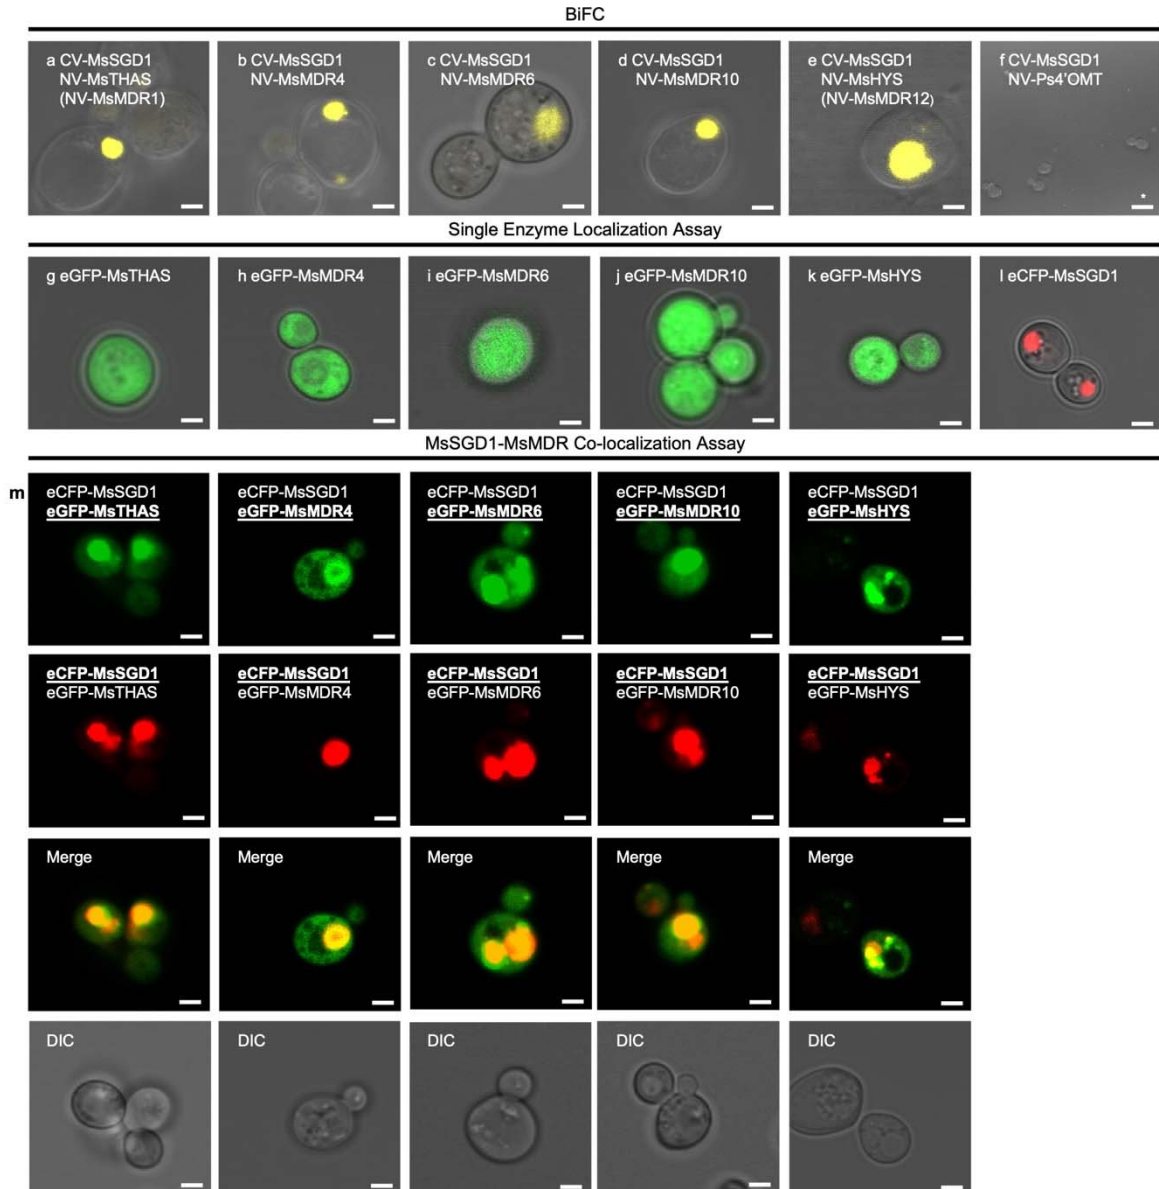 BiFC
a CV-MsSGD1
NV-MsTHAS
(NV-MsMDR1)
b CV-MsSGD1
NV-MsMDR4
c CV-MsSGD1
NV-MsMDR6
d CV-MsSGD1
NV-MsMDR10
e CV-MsSGD1
NV-MsHYS
(NV-MsMDR12)
f CV-MsSGD1
NV-Ps4'OMT
*
Single Enzyme Localization Assay
g eGFP-MsTHAS
h eGFP-MsMDR4
i eGFP-MsMDR6
j eGFP-MsMDR10
k eGFP-MsHYS
l eCFP-MsSGD1
MsSGD1-MsMDR Co-localization Assay
m
eCFP-MsSGD1
eGFP-MsTHAS
eCFP-MsSGD1
eGFP-MsMDR4
eCFP-MsSGD1
eGFP-MsMDR6
eCFP-MsSGD1
eGFP-MsMDR10
eCFP-MsSGD1
eGFP-MsHYS
eCFP-MsSGD1
eGFP-MsTHAS
eCFP-MsSGD1
eGFP-MsMDR4
eCFP-MsSGD1
eGFP-MsMDR6
eCFP-MsSGD1
eGFP-MsMDR10
eCFP-MsSGD1
eGFP-MsHYS
Merge
Merge
Merge
Merge
Merge
DIC
DIC
DIC
DIC
DIC